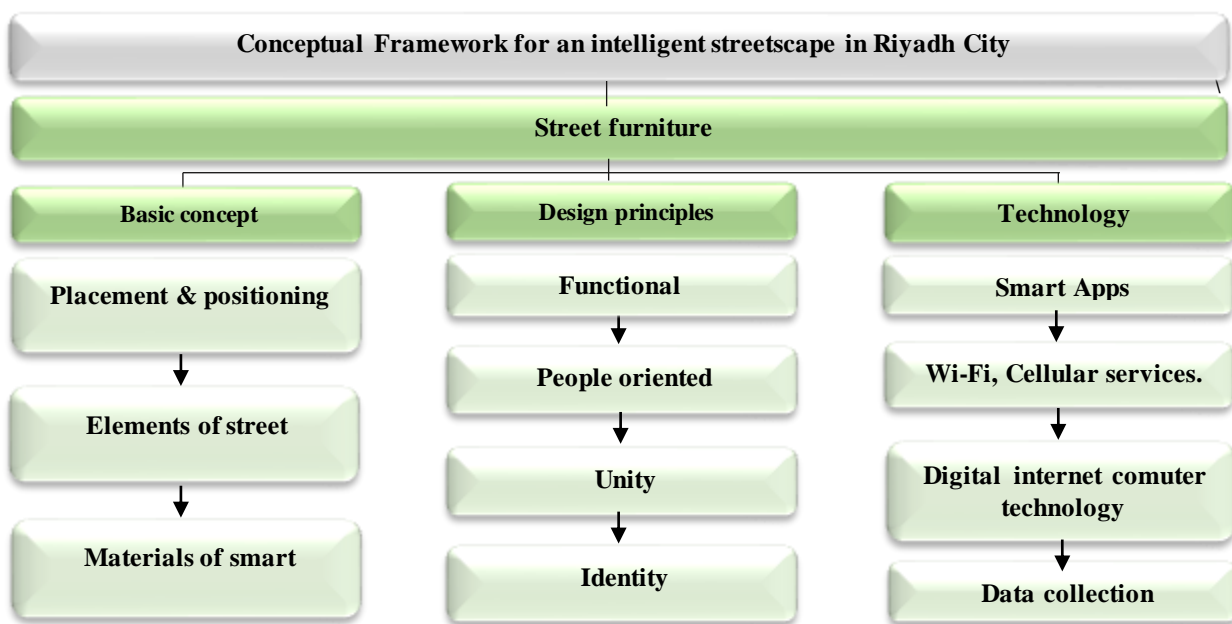 Conceptual Framework for an intelligent streetscape in Riyadh City
Street furniture
Basic concept
Design principles
Technology
Placement & positioning
Elements of street
Materials of smart
Functional
People oriented
Unity
Identity
Smart Apps
Wi-Fi, Cellular services.
Digital internet comuter
technology
Data collection